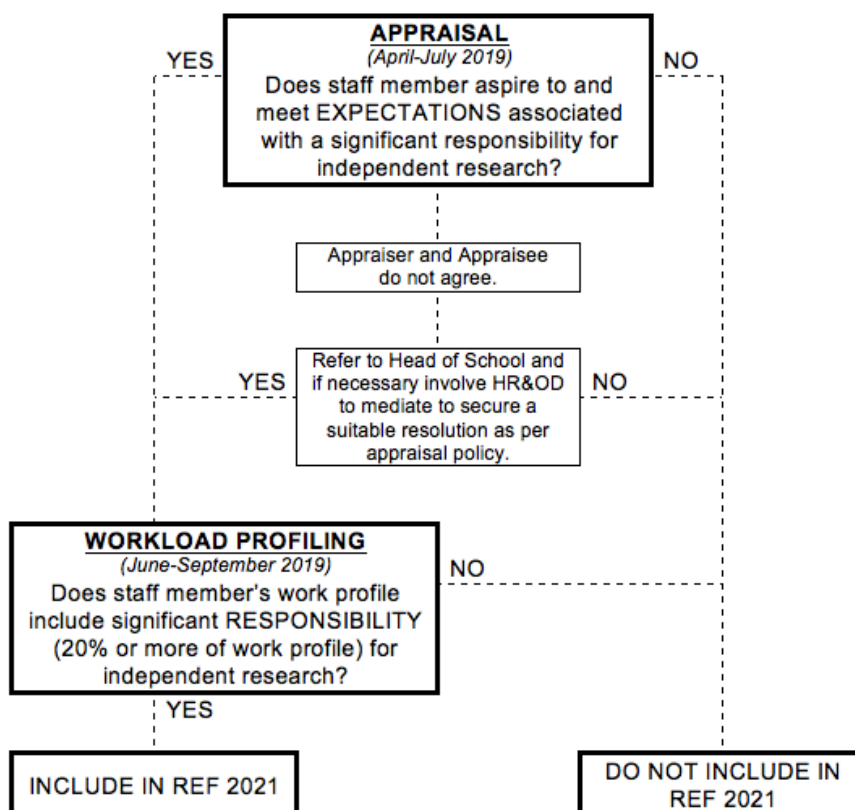 APPRAISAL
(April-July 2019)
YES
NO
Does staff member aspire to and
meet EXPECTATIONS associated
with a significant responsibility for
independent research?
Appraiser and Appraisee
do not agree.
YES
Refer to Head of School and
if necessary involve HR&OD
to mediate to secure a
suitable resolution as per
appraisal policy.
NO
WORKLOAD PROFILING
(June-September 2019)
Does staff member's work profile
include significant RESPONSIBILITY
(20% or more of work profile) for
independent research?
NO
YES
INCLUDE IN REF 2021
DO NOT INCLUDE IN
REF 2021